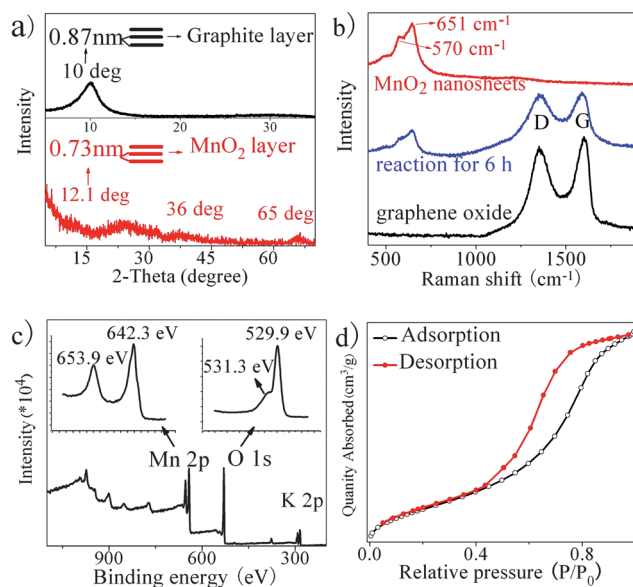 a)
0.87nm
Graphite layer
10 deg
10 20 30
0.73nm
MnO₂ layer
12.1 deg
36 deg
65 deg
15 30 45 60
2-Theta (degree)
Intensity
b)
651 cm⁻¹
570 cm⁻¹
MnO₂ nanosheets
D G
reaction for 6 h
graphene oxide
500 1000 1500
Raman shift (cm⁻¹)
Intensity
c)
642.3 eV
653.9 eV
529.9 eV
531.3 eV
Mn 2p
O 1s
K 2p
900 600 300
Binding energy (eV)
Intensity (*10⁴)
d)
Adsorption
Desorption
0.0 0.4 0.8
Relative pressure (P/P₀)
Quanity Absorbed (cm³/g)